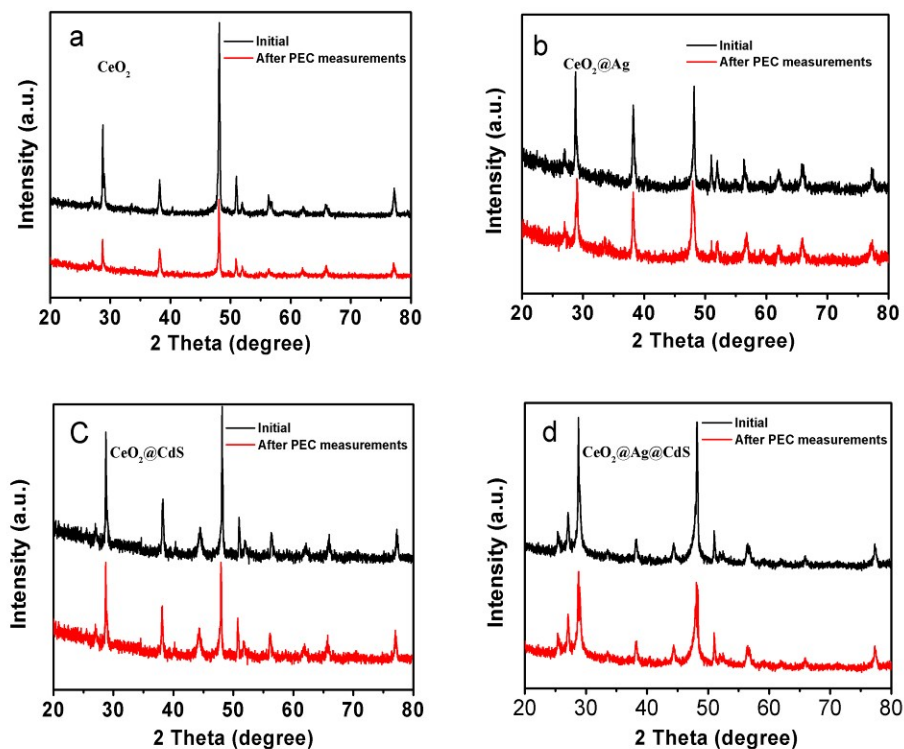 a
Initial
After PEC measurements
CeO₂
Intensity (a.u.)
20 30 40 50 60 70 80
2 Theta (degree)
b
Initial
After PEC measurements
CeO₂@Ag
Intensity (a.u.)
20 30 40 50 60 70 80
2 Theta (degree)
C
Initial
After PEC measurements
CeO₂@CdS
Intensity (a.u.)
20 30 40 50 60 70 80
2 Theta (degree)
d
Initial
After PEC measurements
CeO₂@Ag@CdS
Intensity (a.u.)
20 30 40 50 60 70 80
2 Theta (degree)